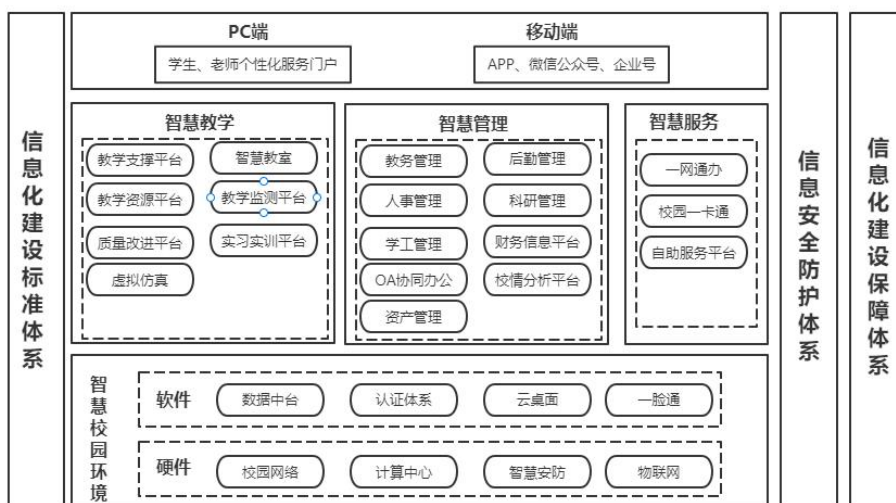 信息化建设标准体系
PC端
移动端
学生、老师个性化服务门户
APP、微信公众号、企业号
智慧教学
教学支撑平台
智慧教室
教学资源平台
教学监测平台
质量改进平台
实习实训平台
虚拟仿真
智慧管理
教务管理
后勤管理
人事管理
科研管理
学工管理
财务信息平台
OA协同办公
校情分析平台
资产管理
智慧服务
一网通办
校园一卡通
自助服务平台
智慧校园环境
软件
数据中台
认证体系
云桌面
一脸通
硬件
校园网络
计算中心
智慧安防
物联网
信息安全防护体系
信息化建设保障体系